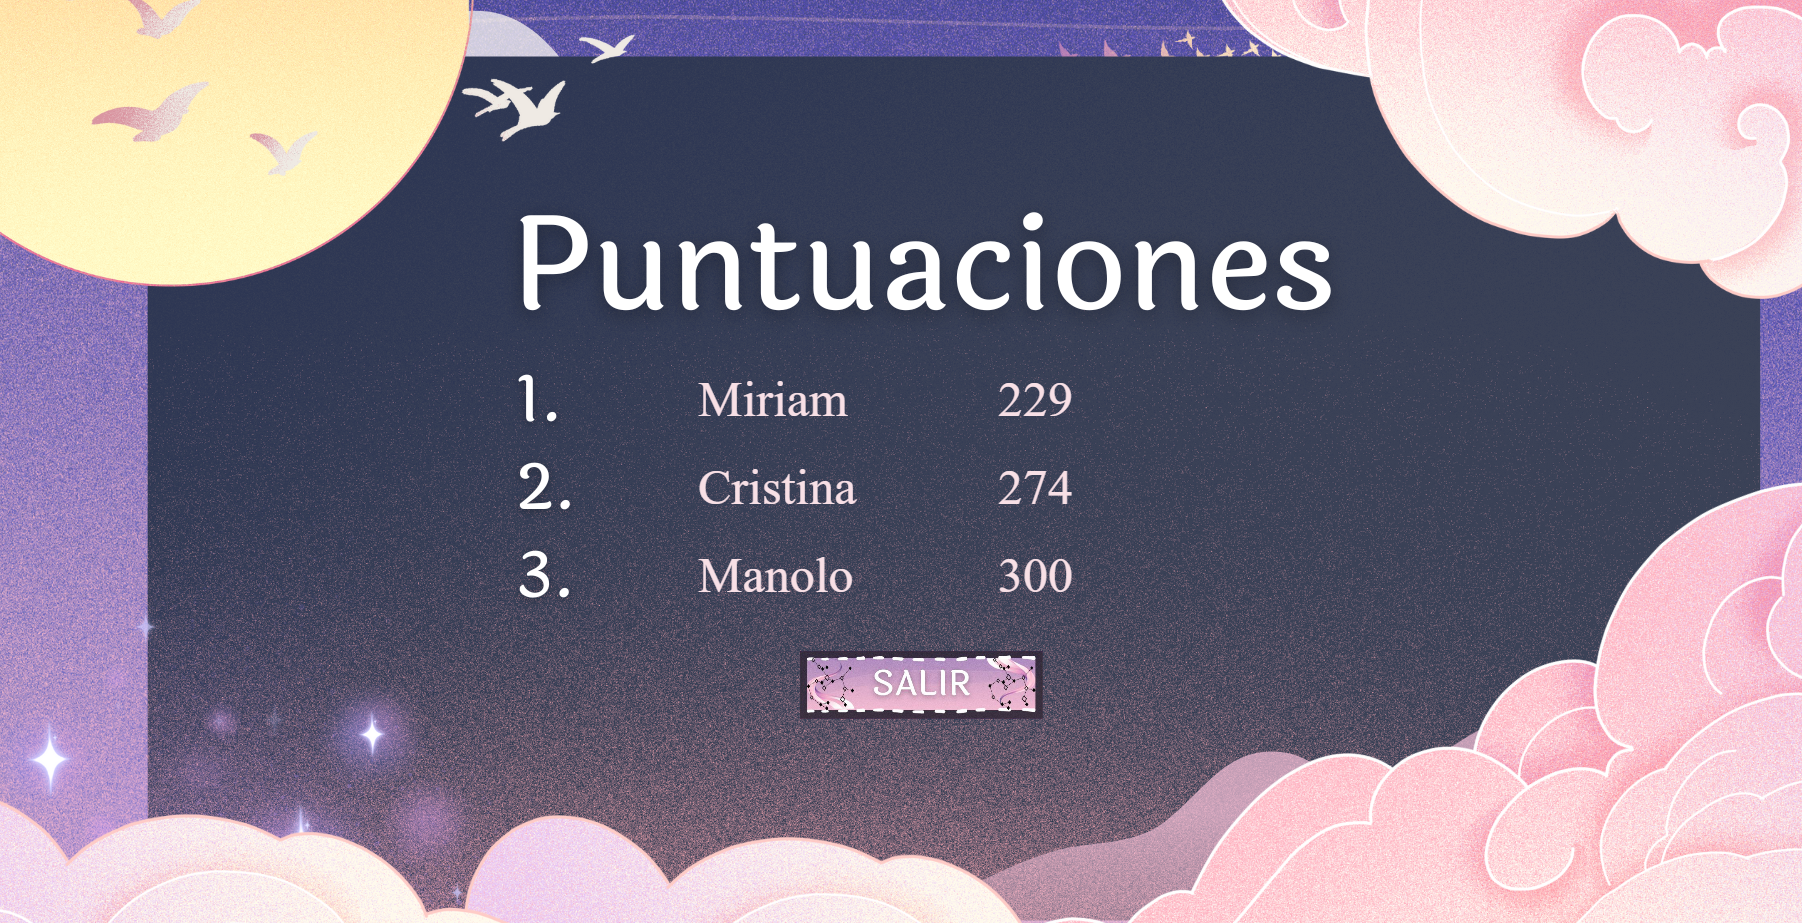 Puntuaciones
1. Miriam 229
2. Cristina 274
3. Manolo 300
SALIR